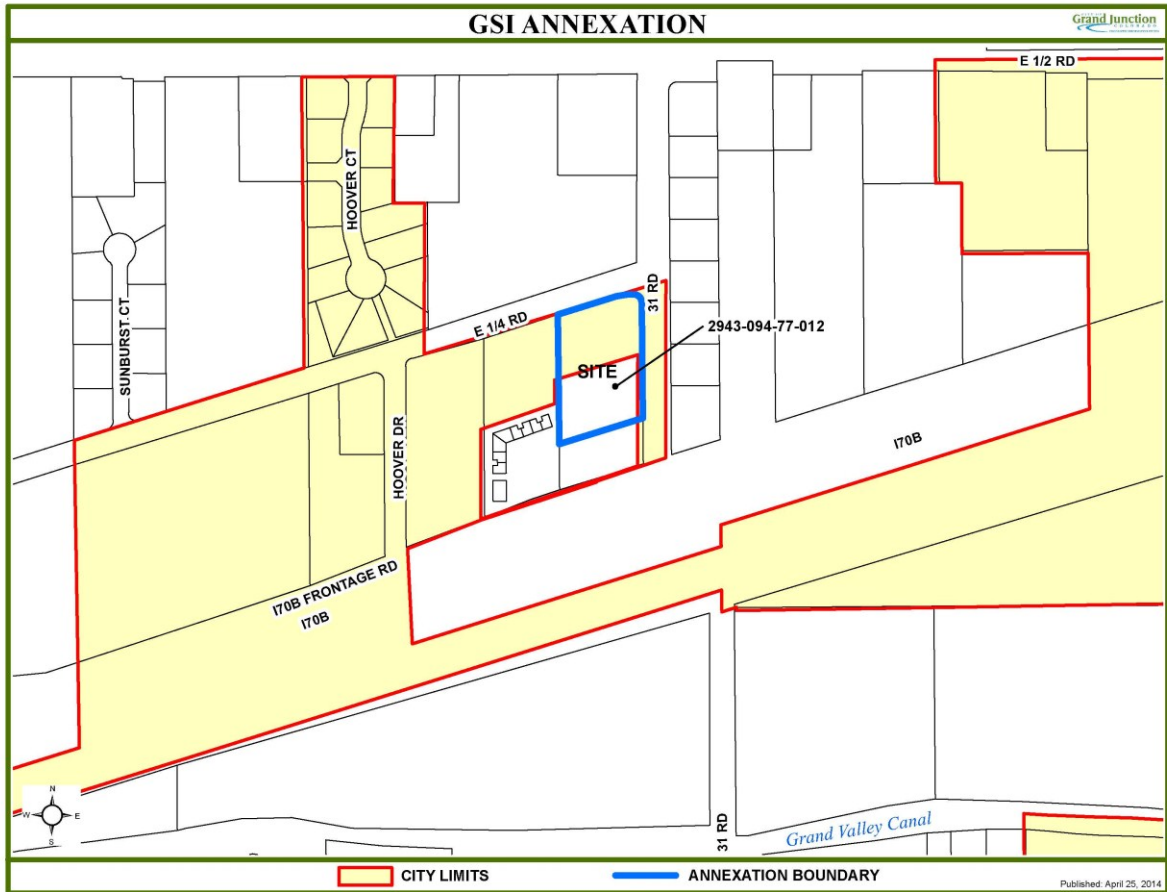 GSI ANNEXATION
Grand Junction
COLORADO
E 1/2 RD
HOOVER CT
SUNBURST CT
E 1/4 RD
31 RD
2943-094-77-012
SITE
HOOVER DR
I70B
I70B FRONTAGE RD
I70B
N
W
E
S
31 RD
Grand Valley Canal
CITY LIMITS
ANNEXATION BOUNDARY
Published: April 25, 2014